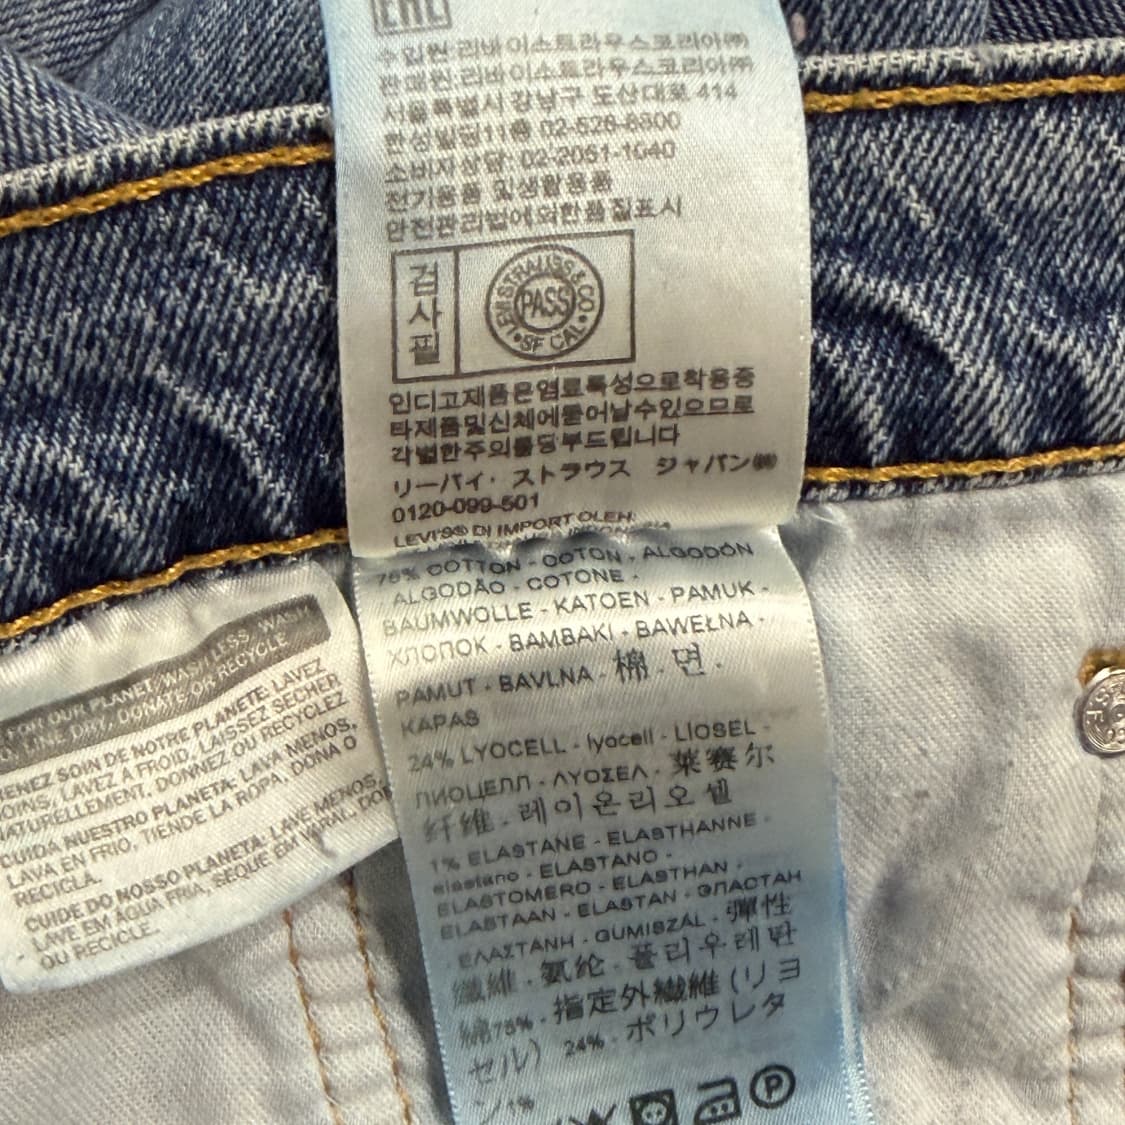 EAC
수입원:리바이스트라우스코리아㈜
판매원:리바이스트라우스코리아㈜
서울특별시 강남구 도산대로 414
한성빌딩11층 02-526-8600
소비자상담: 02-2051-1040
전기용품 및생활용품
안전관리법에의한품질표시
검사필
LEVI STRAUSS & CO
PASS
SF CAL
인디고제품은염료특성으로착용중
타제품및신체에묻어날수있으므로
각별한주의를당부드립니다
リーバイ・ストラウス ジャパン㈱
0120-099-501
LEVI'S® DI IMPORT OLEH:
75% COTTON - COTON - ALGODÓN
ALGODÃO - COTONE -
BAUMWOLLE - KATOEN - PAMUK -
ХЛОПОК - ΒΑΜΒΑΚΙ - BAWEŁNA -
PAMUT - BAVLNA - 棉 - 면 -
KAPAS
24% LYOCELL - lyocell - LIOSEL -
ЛИОЦЕЛЛ - ΛΥΟΣΕΛ - 莱赛尔
纤维 - 레이온리오셀
1% ELASTANE - ELASTHANNE -
elastano - ELASTANO -
ELASTOMERO - ELASTHAN -
ELASTAAN - ELASTAN - ЭЛАСТАН
ΕΛΑΣΤΑΝΗ - GUMISZÁL - 彈性
纖維 - 氨纶 - 폴리우레탄
綿75% - 指定外繊維 (リヨ
セル) 24% - ポリウレタ
ン1%
P
FOR OUR PLANET: WASH LESS, WASH
LINE DRY, DONATE OR RECYCLE
PRENEZ SOIN DE NOTRE PLANÈTE: LAVEZ
MOINS, LAVEZ À FROID, LAISSEZ SÉCHER
NATURELLEMENT, DONNEZ OU RECYCLEZ
CUIDA NUESTRO PLANETA: LAVA MENOS,
LAVA EN FRÍO, TIENDE LA ROPA, DONA O
RECICLA.
CUIDE DO NOSSO PLANETA: LAVE MENOS,
LAVE EM ÁGUA FRIA, SEQUE EM VARAL, DOE
OU RECICLE.